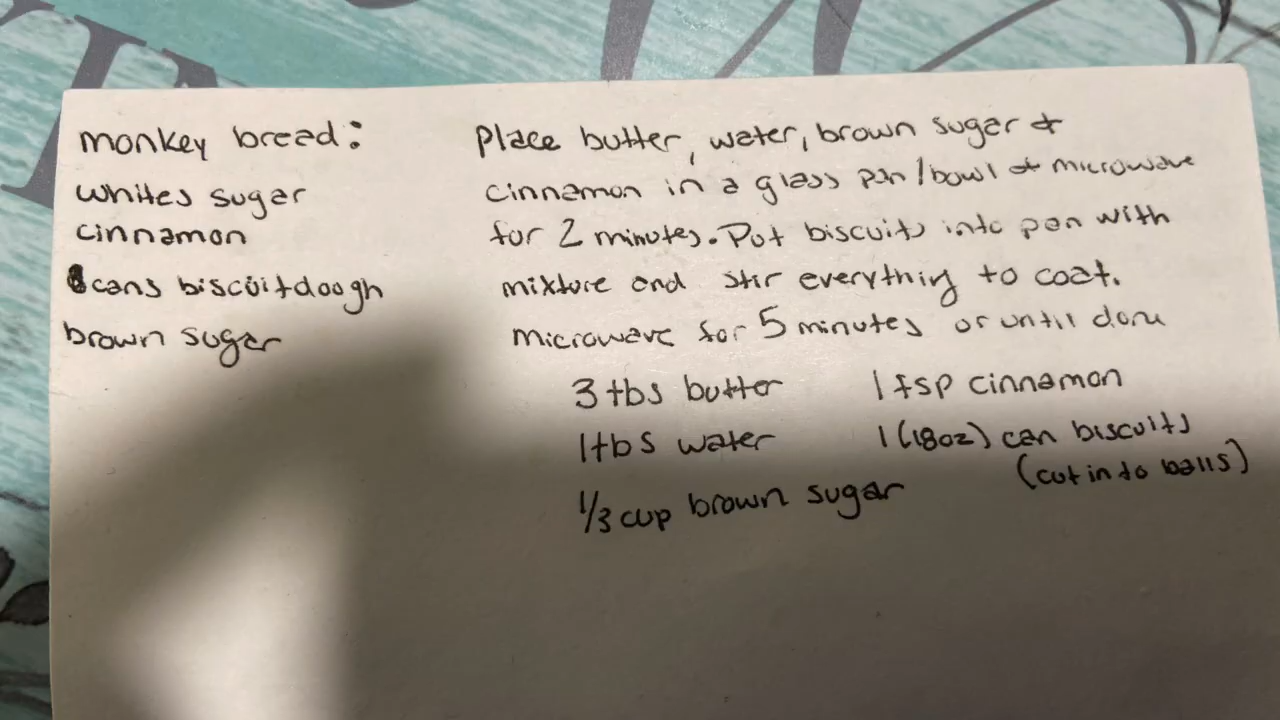 monkey bread:
whites sugar
cinnamon
cans biscuitdough
brown sugar
Place butter, water, brown sugar &
cinnamon in a glass pan/bowl & microwave
for 2 minutes. Put biscuits into pan with
mixture and stir everything to coat.
microwave for 5 minutes or until done
3 tbs butter
1 tbs water
1/3 cup brown sugar
1 tsp cinnamon
1 (18oz) can biscuits
(cut into balls)